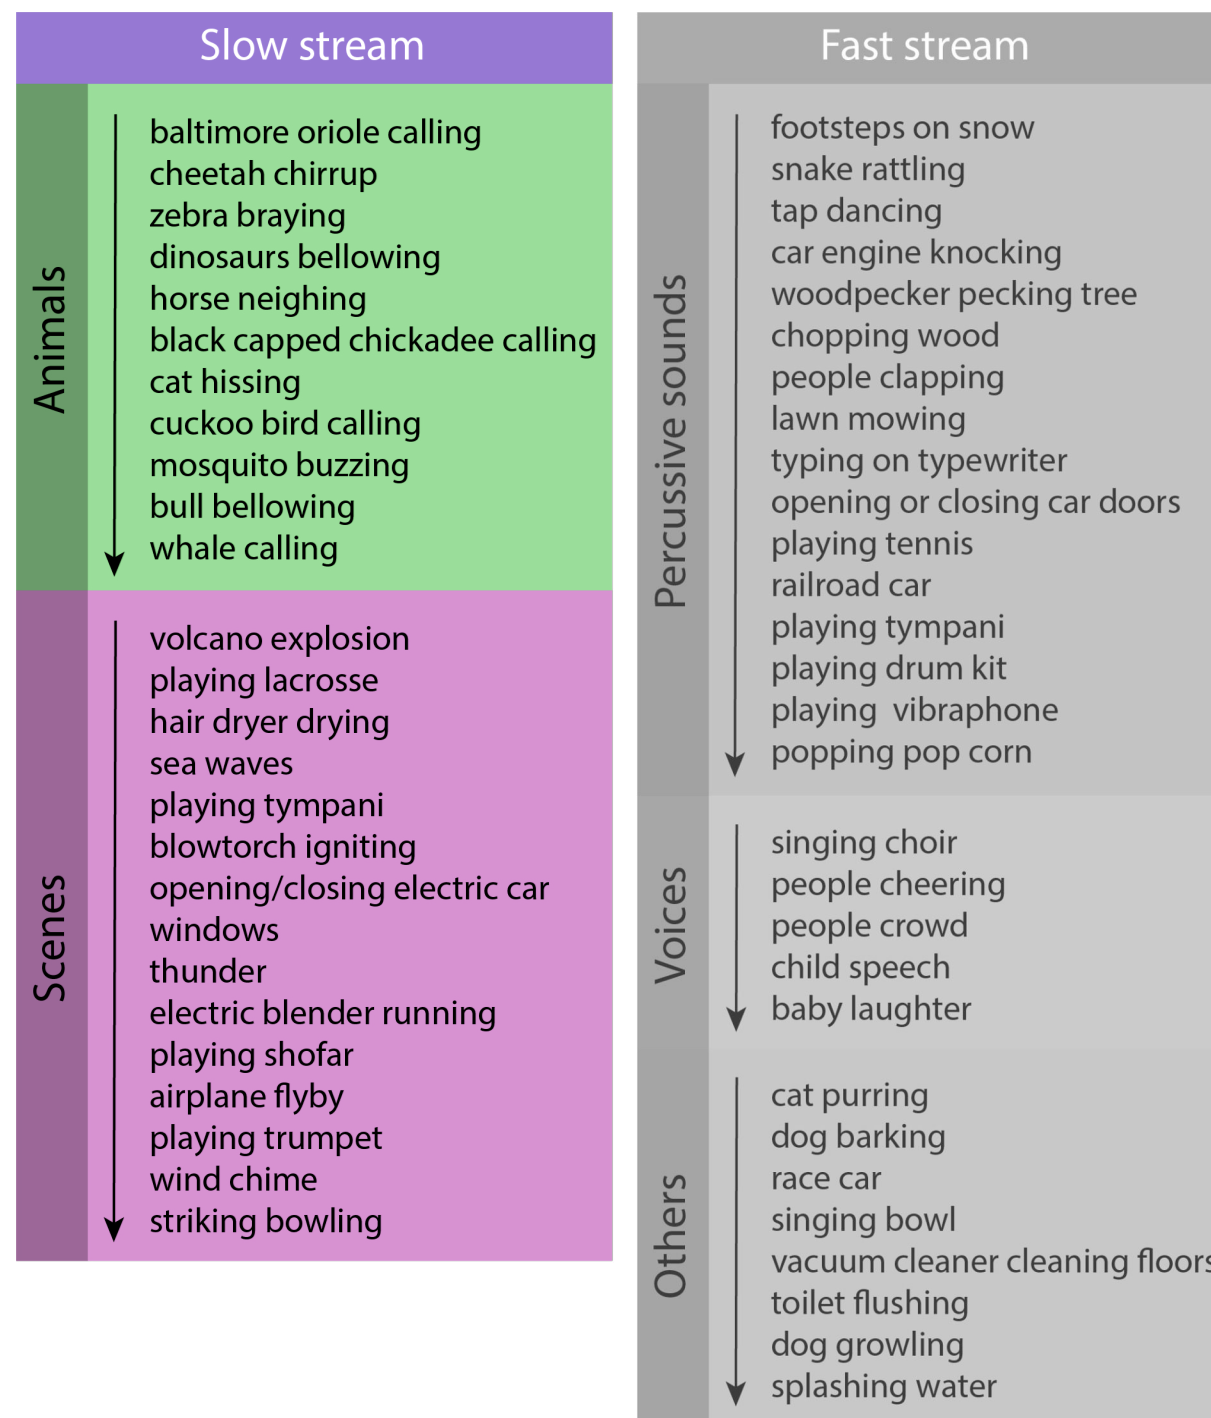 Slow stream
Animals
baltimore oriole calling
cheetah chirrup
zebra braying
dinosaurs bellowing
horse neighing
black capped chickadee calling
cat hissing
cuckoo bird calling
mosquito buzzing
bull bellowing
whale calling
Scenes
volcano explosion
playing lacrosse
hair dryer drying
sea waves
playing tympani
blowtorch igniting
opening/closing electric car
windows
thunder
electric blender running
playing shofar
airplane flyby
playing trumpet
wind chime
striking bowling
Fast stream
Percussive sounds
footsteps on snow
snake rattling
tap dancing
car engine knocking
woodpecker pecking tree
chopping wood
people clapping
lawn mowing
typing on typewriter
opening or closing car doors
playing tennis
railroad car
playing tympani
playing drum kit
playing  vibraphone
popping pop corn
Voices
singing choir
people cheering
people crowd
child speech
baby laughter
Others
cat purring
dog barking
race car
singing bowl
vacuum cleaner cleaning floors
toilet flushing
dog growling
splashing water